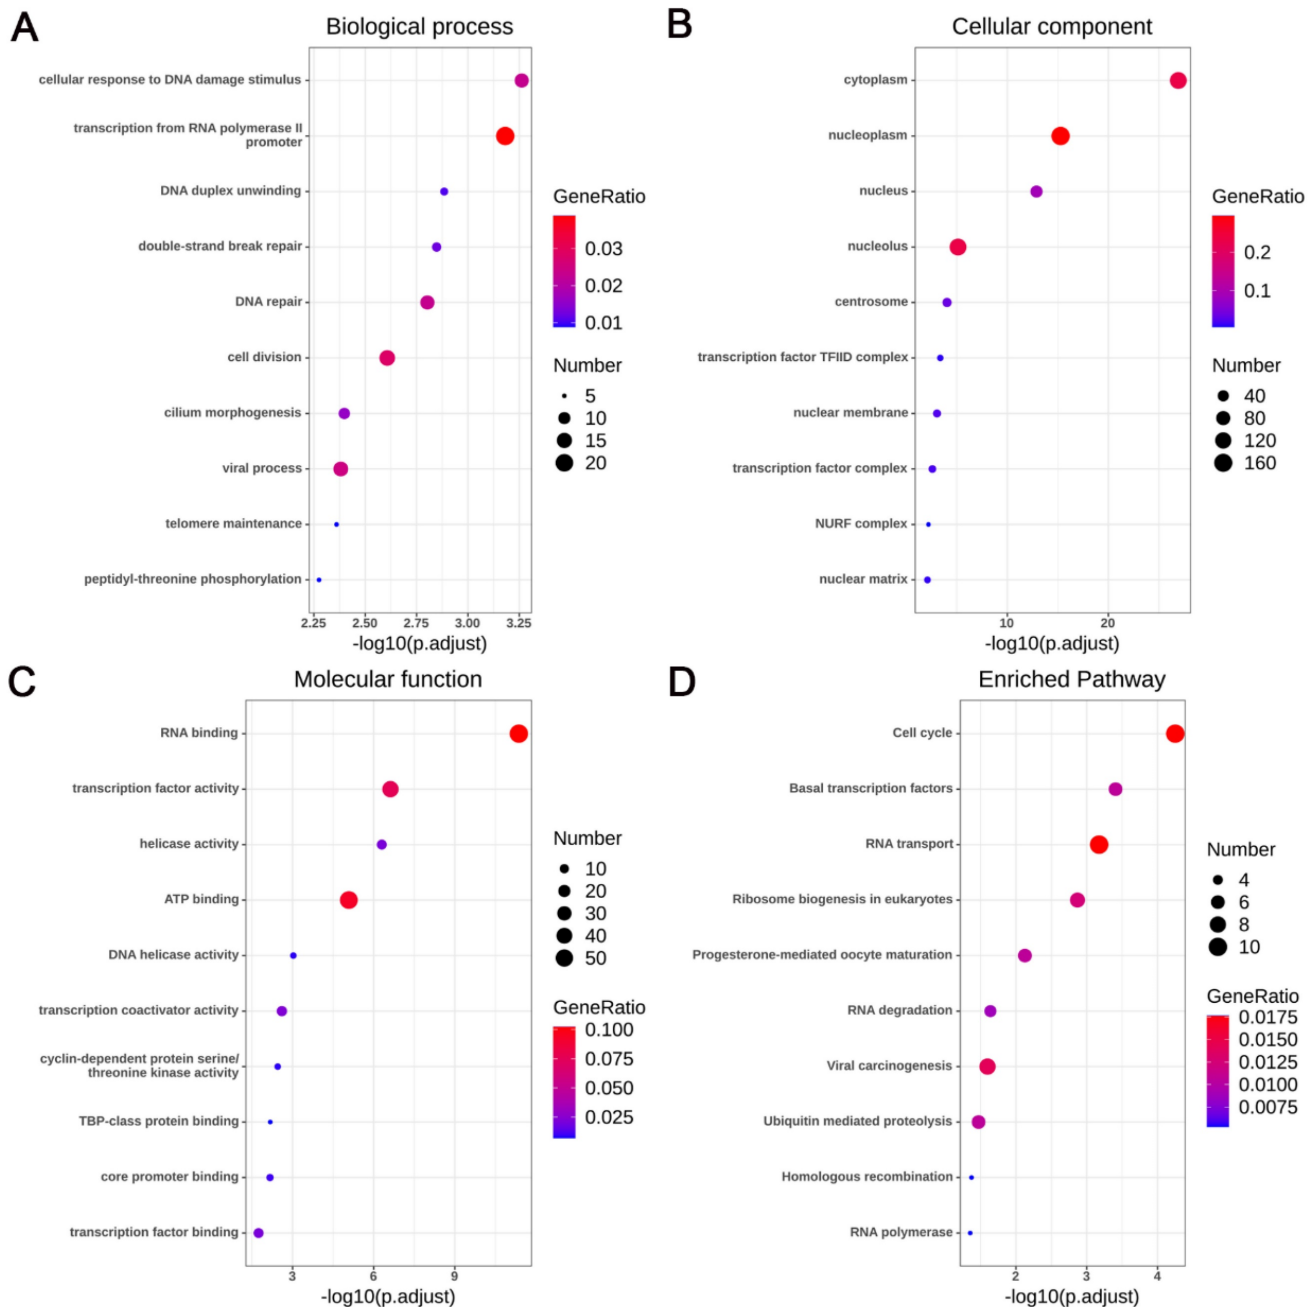 A
Biological process
cellular response to DNA damage stimulus
transcription from RNA polymerase II
promoter
DNA duplex unwinding
double-strand break repair
DNA repair
cell division
cilium morphogenesis
viral process
telomere maintenance
peptidyl-threonine phosphorylation
2.25 2.50 2.75 3.00 3.25
-log10(p.adjust)
GeneRatio
0.03
0.02
0.01
Number
5
10
15
20
B
Cellular component
cytoplasm
nucleoplasm
nucleus
nucleolus
centrosome
transcription factor TFIID complex
nuclear membrane
transcription factor complex
NURF complex
nuclear matrix
10 20
-log10(p.adjust)
GeneRatio
0.2
0.1
Number
40
80
120
160
C
Molecular function
RNA binding
transcription factor activity
helicase activity
ATP binding
DNA helicase activity
transcription coactivator activity
cyclin-dependent protein serine/
threonine kinase activity
TBP-class protein binding
core promoter binding
transcription factor binding
3 6 9
-log10(p.adjust)
Number
10
20
30
40
50
GeneRatio
0.100
0.075
0.050
0.025
D
Enriched Pathway
Cell cycle
Basal transcription factors
RNA transport
Ribosome biogenesis in eukaryotes
Progesterone-mediated oocyte maturation
RNA degradation
Viral carcinogenesis
Ubiquitin mediated proteolysis
Homologous recombination
RNA polymerase
2 3 4
-log10(p.adjust)
Number
4
6
8
10
GeneRatio
0.0175
0.0150
0.0125
0.0100
0.0075